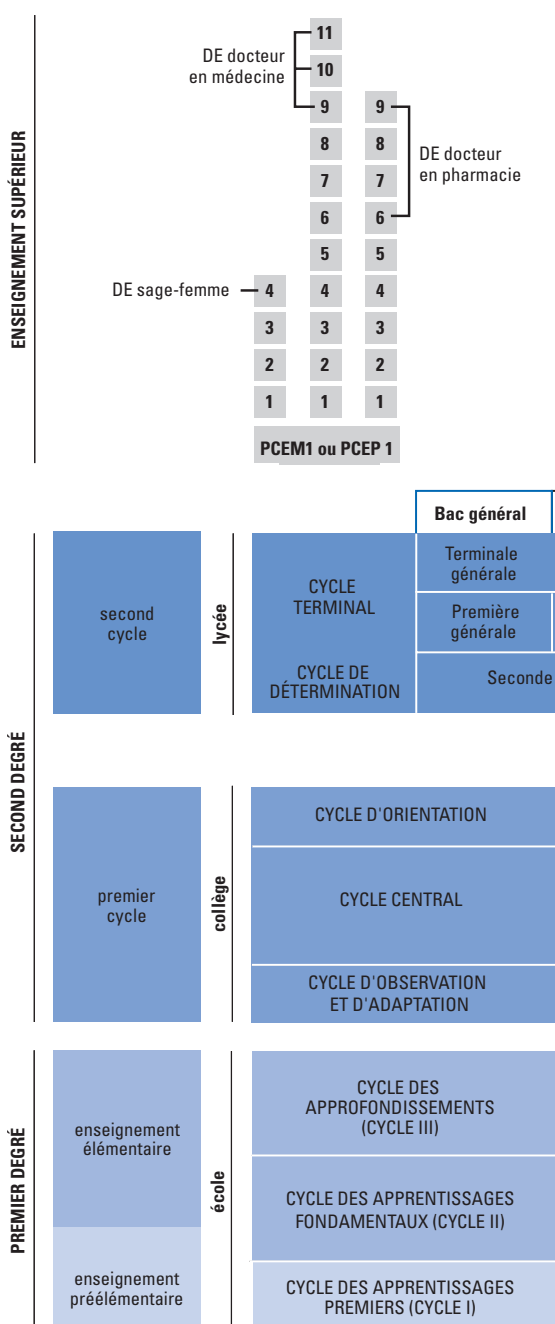 ENSEIGNEMENT SUPÉRIEUR
11
DE docteur
en médecine
10
9 9
8 8
DE docteur
en pharmacie
7 7
6 6
5 5
DE sage-femme 4 4 4
3 3 3
2 2 2
1 1 1
PCEM1 ou PCEP 1
SECOND DEGRÉ
Bac général
second
cycle
lycée
CYCLE
TERMINAL
Terminale
générale
Première
générale
CYCLE DE
DÉTERMINATION
Seconde
premier
cycle
collège
CYCLE D'ORIENTATION
CYCLE CENTRAL
CYCLE D'OBSERVATION
ET D'ADAPTATION
PREMIER DEGRÉ
enseignement
élémentaire
école
CYCLE DES
APPROFONDISSEMENTS
(CYCLE III)
CYCLE DES APPRENTISSAGES
FONDAMENTAUX (CYCLE II)
enseignement
préélémentaire
CYCLE DES APPRENTISSAGES
PREMIERS (CYCLE I)